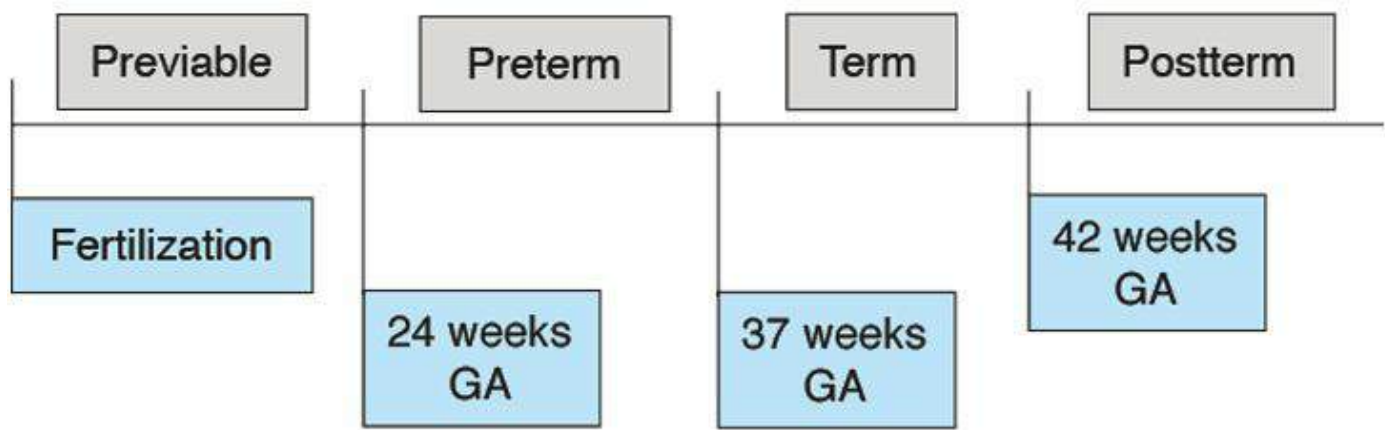 Previable
Preterm
Term
Postterm
Fertilization
24 weeks
GA
37 weeks
GA
42 weeks
GA